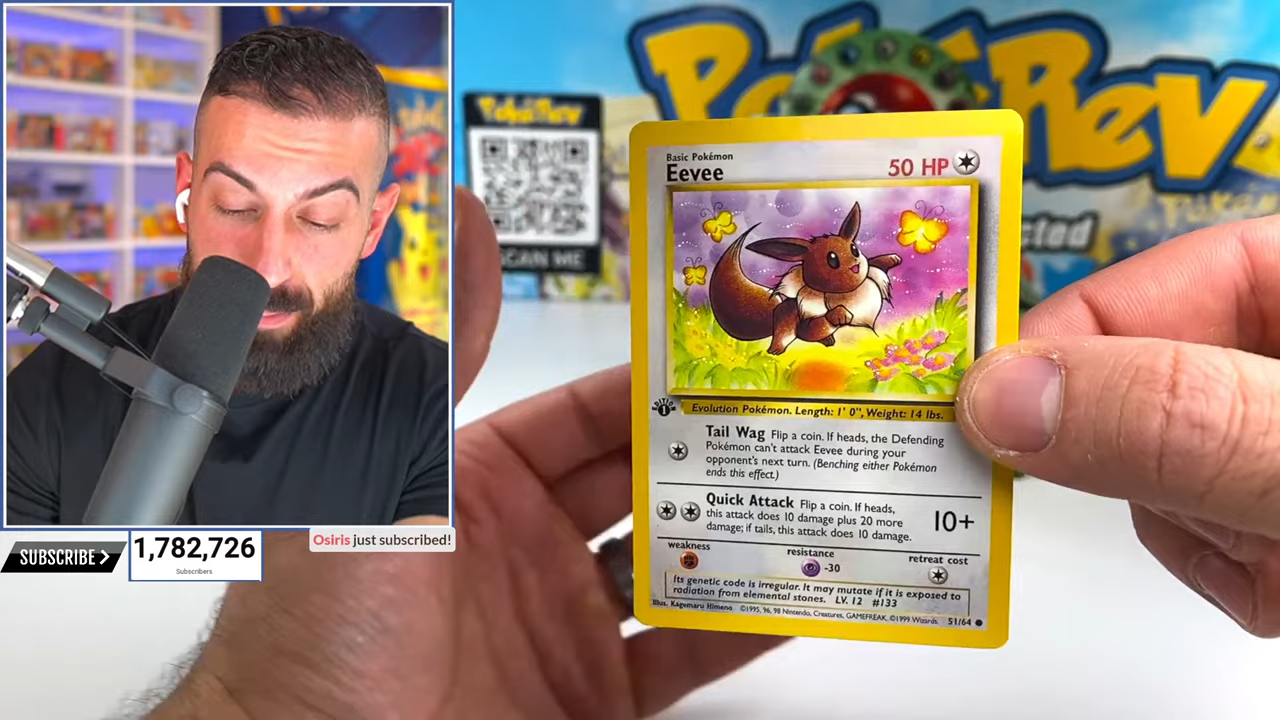 PokéRev
PokéRev
SCAN ME
cted
Basic Pokémon
Eevee
50 HP
EDITION
1
Evolution Pokémon. Length: 1' 0", Weight: 14 lbs.
Tail Wag Flip a coin. If heads, the Defending
Pokémon can't attack Eevee during your
opponent's next turn. (Benching either Pokémon
ends this effect.)
Quick Attack Flip a coin. If heads,
this attack does 10 damage plus 20 more
damage; if tails, this attack does 10 damage.
10+
weakness
resistance
retreat cost
-30
Its genetic code is irregular. It may mutate if it is exposed to
radiation from elemental stones. LV. 12 #133
Illus. Kagemaru Himeno ©1995, 96, 98 Nintendo, Creatures, GAMEFREAK. ©1999 Wizards. 51/64
SUBSCRIBE
1,782,726
Subscribers
Osiris just subscribed!